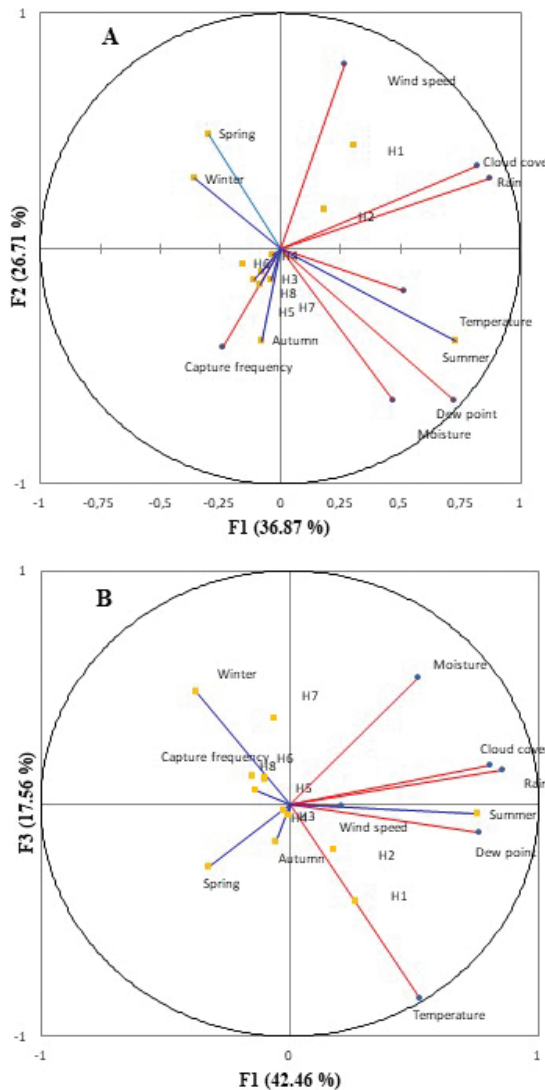 1
A
Wind speed
Spring
H1
Cloud cove
Winter
Rain
H2
H4
H6
H3
H8
H5 H7
Temperature
Autumn
Summer
Capture frequency
Dew point
Moisture
F2 (26.71 %)
-1
-1 -0,75 -0,5 -0,25 0 0,25 0,5 0,75 1
F1 (36.87 %)
1
B
Winter
Moisture
H7
Capture frequency
H6
Cloud cove
H8
Rain
H5
H3
Summer
Wind speed
Autumn
H2
Dew point
Spring
H1
Temperature
F3 (17.56 %)
-1
-1 0 1
F1 (42.46 %)